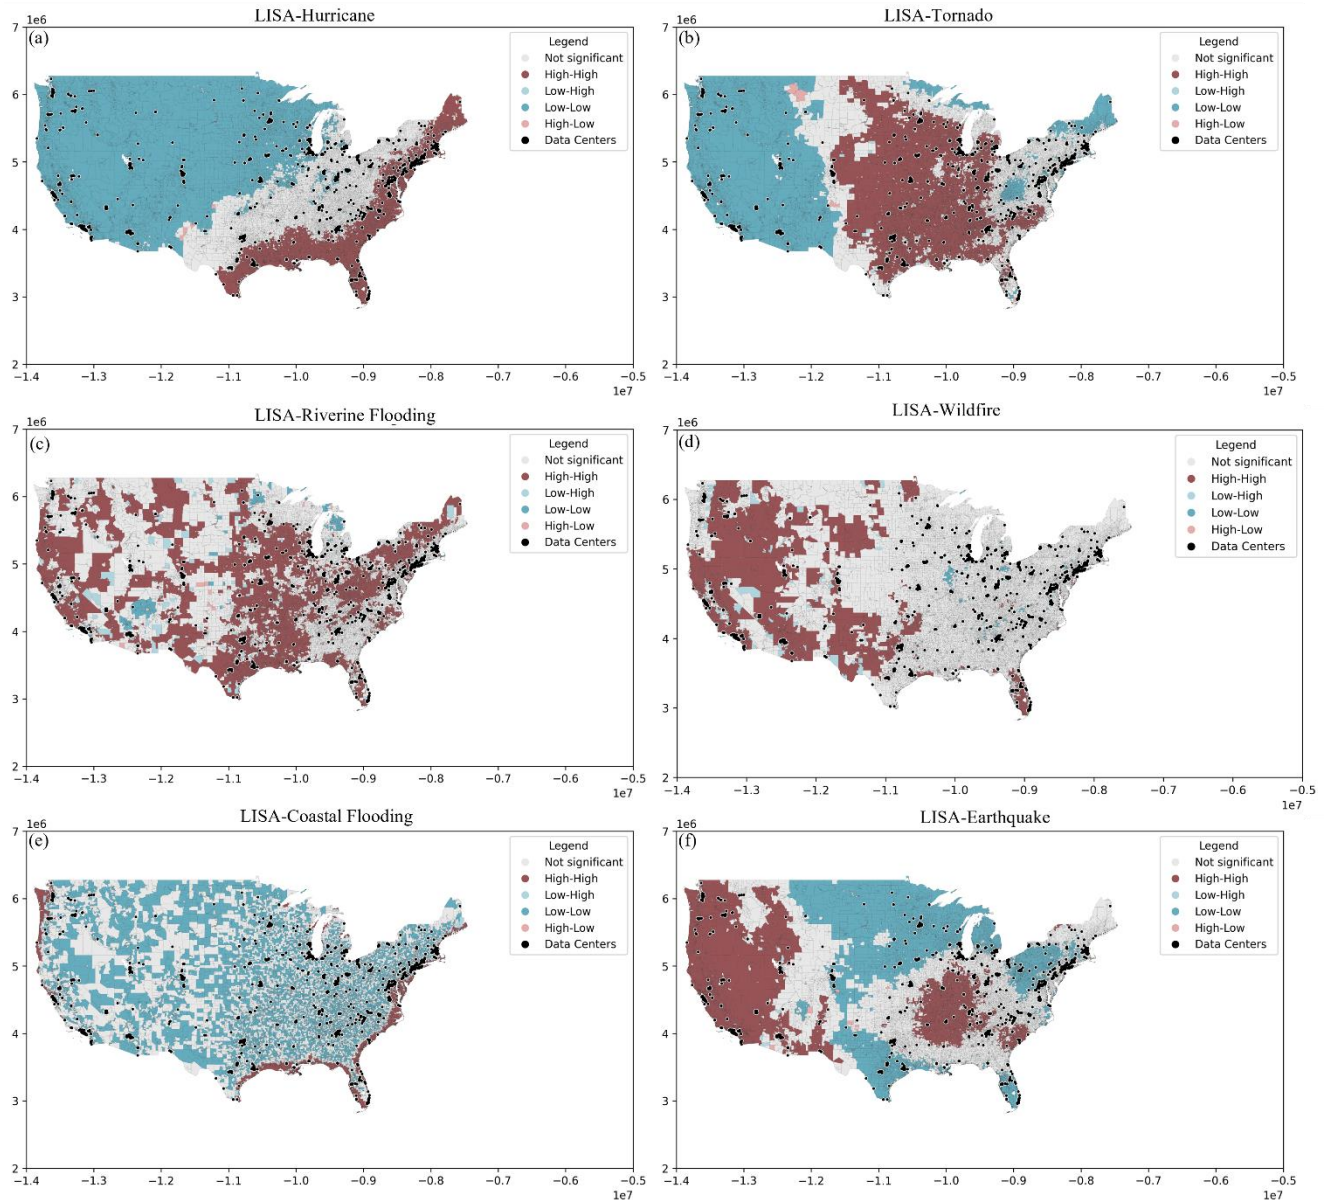 LISA-Hurricane
1e6
(a)
Legend
Not significant
High-High
Low-High
Low-Low
High-Low
Data Centers
7
6
5
4
3
2
−1.4 −1.3 −1.2 −1.1 −1.0 −0.9 −0.8 −0.7 −0.6 −0.5
1e7
LISA-Tornado
1e6
(b)
Legend
Not significant
High-High
Low-High
Low-Low
High-Low
Data Centers
7
6
5
4
3
2
−1.4 −1.3 −1.2 −1.1 −1.0 −0.9 −0.8 −0.7 −0.6 −0.5
1e7
LISA-Riverine Flooding
1e6
(c)
Legend
Not significant
High-High
Low-High
Low-Low
High-Low
Data Centers
7
6
5
4
3
2
−1.4 −1.3 −1.2 −1.1 −1.0 −0.9 −0.8 −0.7 −0.6 −0.5
1e7
LISA-Wildfire
1e6
(d)
Legend
Not significant
High-High
Low-High
Low-Low
High-Low
Data Centers
7
6
5
4
3
2
−1.4 −1.3 −1.2 −1.1 −1.0 −0.9 −0.8 −0.7 −0.6 −0.5
1e7
LISA-Coastal Flooding
1e6
(e)
Legend
Not significant
High-High
Low-High
Low-Low
High-Low
Data Centers
7
6
5
4
3
2
−1.4 −1.3 −1.2 −1.1 −1.0 −0.9 −0.8 −0.7 −0.6 −0.5
1e7
LISA-Earthquake
1e6
(f)
Legend
Not significant
High-High
Low-High
Low-Low
High-Low
Data Centers
7
6
5
4
3
2
−1.4 −1.3 −1.2 −1.1 −1.0 −0.9 −0.8 −0.7 −0.6 −0.5
1e7